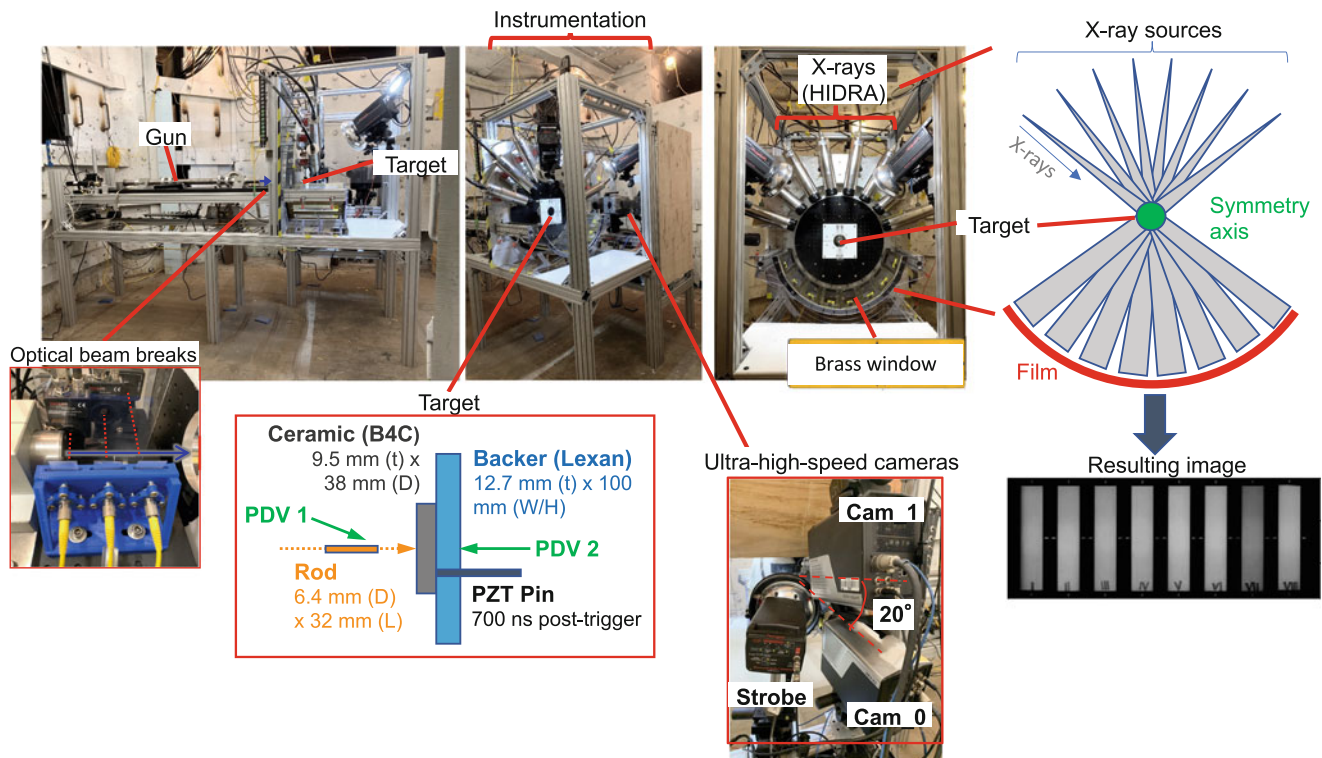 Instrumentation
X-ray sources
X-rays
(HIDRA)
Gun
Target
X-rays
Target
Symmetry
axis
Brass window
Film
Optical beam breaks
Target
Ceramic (B4C)
9.5 mm (t) x
38 mm (D)
Backer (Lexan)
12.7 mm (t) x 100
mm (W/H)
PDV 1
PDV 2
Rod
6.4 mm (D)
x 32 mm (L)
PZT Pin
700 ns post-trigger
Ultra-high-speed cameras
Cam_1
20°
Strobe
Cam_0
Resulting image
I II III IV V VI VII VIII